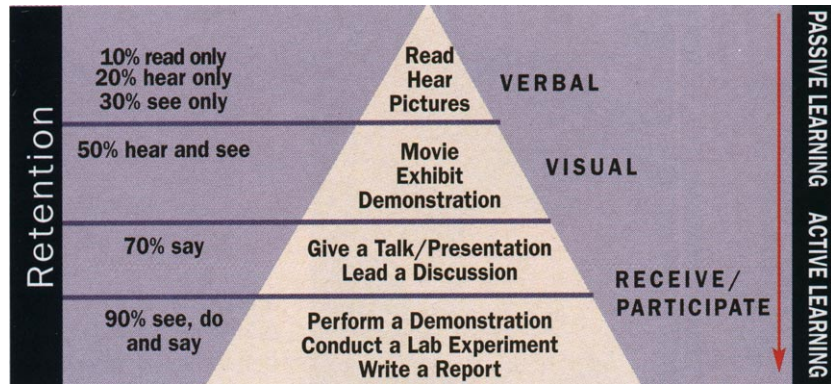 Retention
10% read only
20% hear only
30% see only
50% hear and see
70% say
90% see, do
and say
Read
Hear
Pictures
Movie
Exhibit
Demonstration
Give a Talk/Presentation
Lead a Discussion
Perform a Demonstration
Conduct a Lab Experiment
Write a Report
VERBAL
VISUAL
RECEIVE/
PARTICIPATE
PASSIVE LEARNING
ACTIVE LEARNING